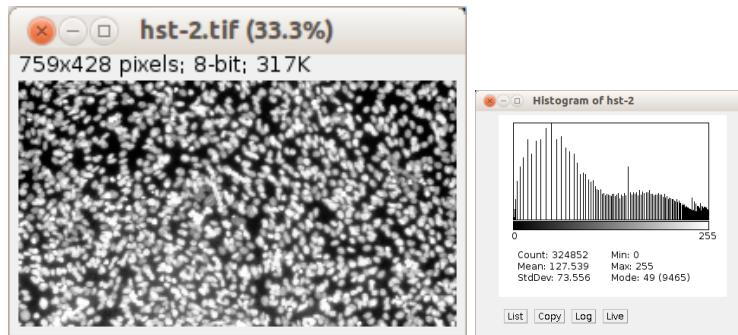 hst-2.tif (33.3%)
759x428 pixels; 8-bit; 317K
Histogram of hst-2
0 255
Count: 324852 Min: 0
Mean: 127.539 Max: 255
StdDev: 73.556 Mode: 49 (9465)
List Copy Log Live